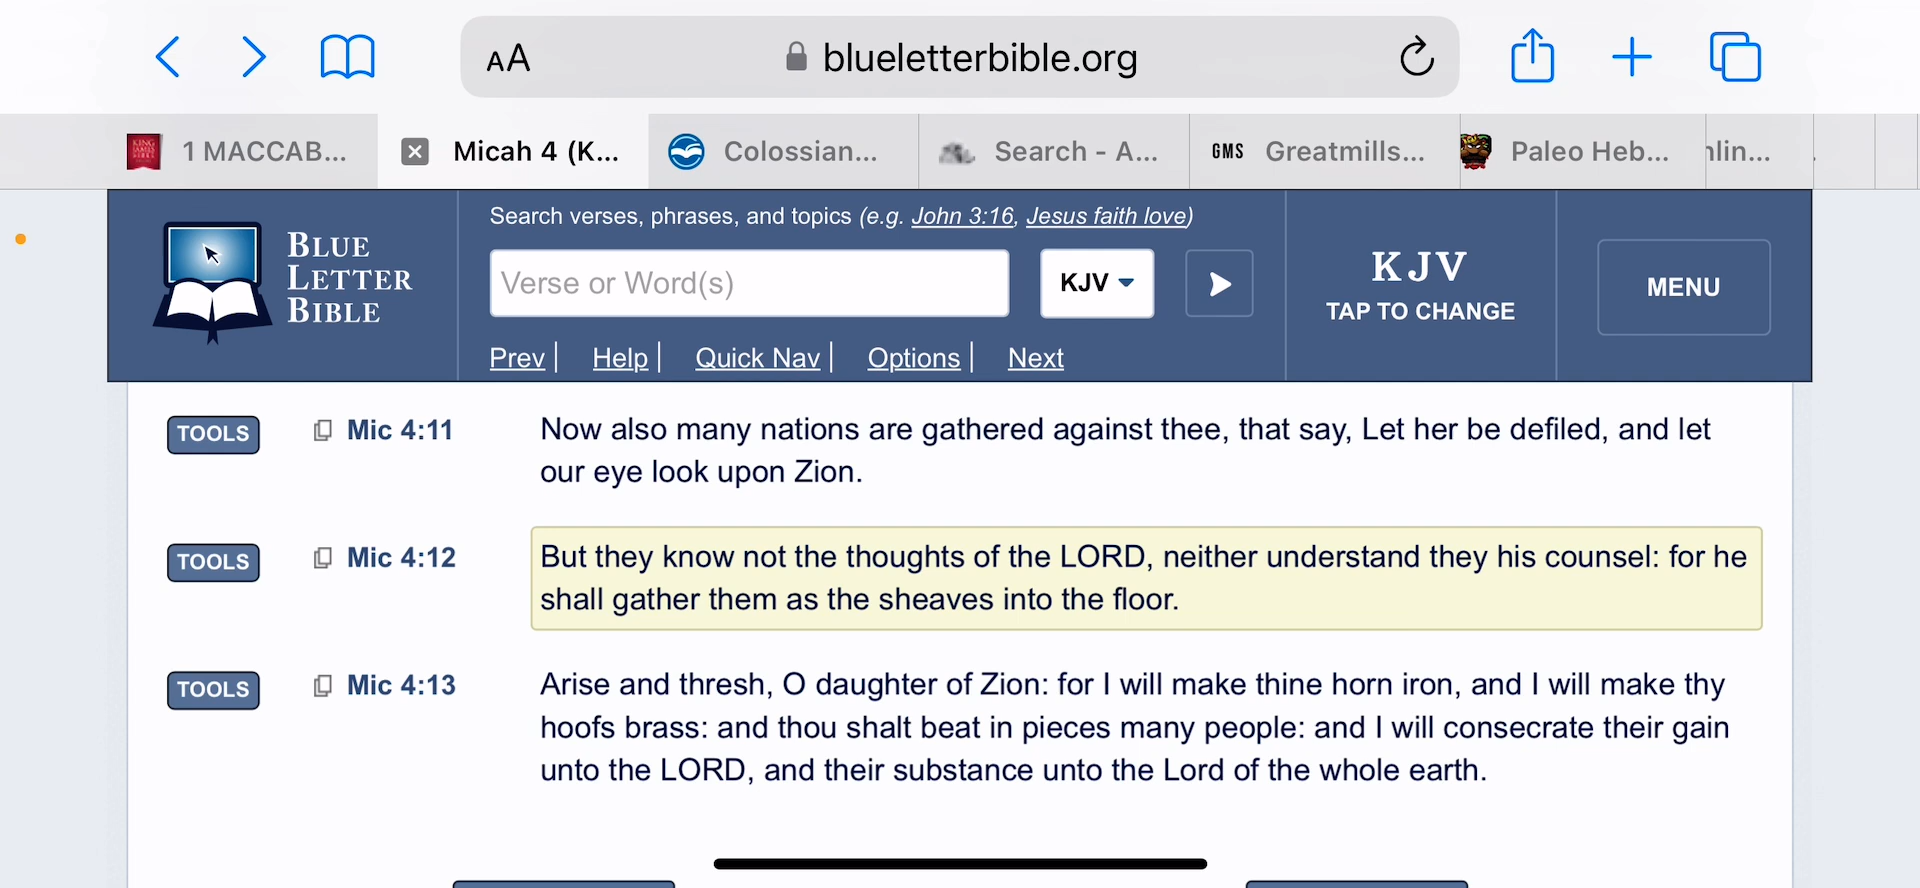 AA
blueletterbible.org
KING JAMES BIBLE
1 MACCAB...
Micah 4 (K...
Colossian...
Search - A...
GMS
Greatmills...
Paleo Heb...
lin...
BLUE
LETTER
BIBLE
Search verses, phrases, and topics (e.g. John 3:16, Jesus faith love)
Verse or Word(s)
KJV
Prev | Help | Quick Nav | Options | Next
KJV
TAP TO CHANGE
MENU
TOOLS
Mic 4:11
Now also many nations are gathered against thee, that say, Let her be defiled, and let
our eye look upon Zion.
TOOLS
Mic 4:12
But they know not the thoughts of the LORD, neither understand they his counsel: for he
shall gather them as the sheaves into the floor.
TOOLS
Mic 4:13
Arise and thresh, O daughter of Zion: for I will make thine horn iron, and I will make thy
hoofs brass: and thou shalt beat in pieces many people: and I will consecrate their gain
unto the LORD, and their substance unto the Lord of the whole earth.